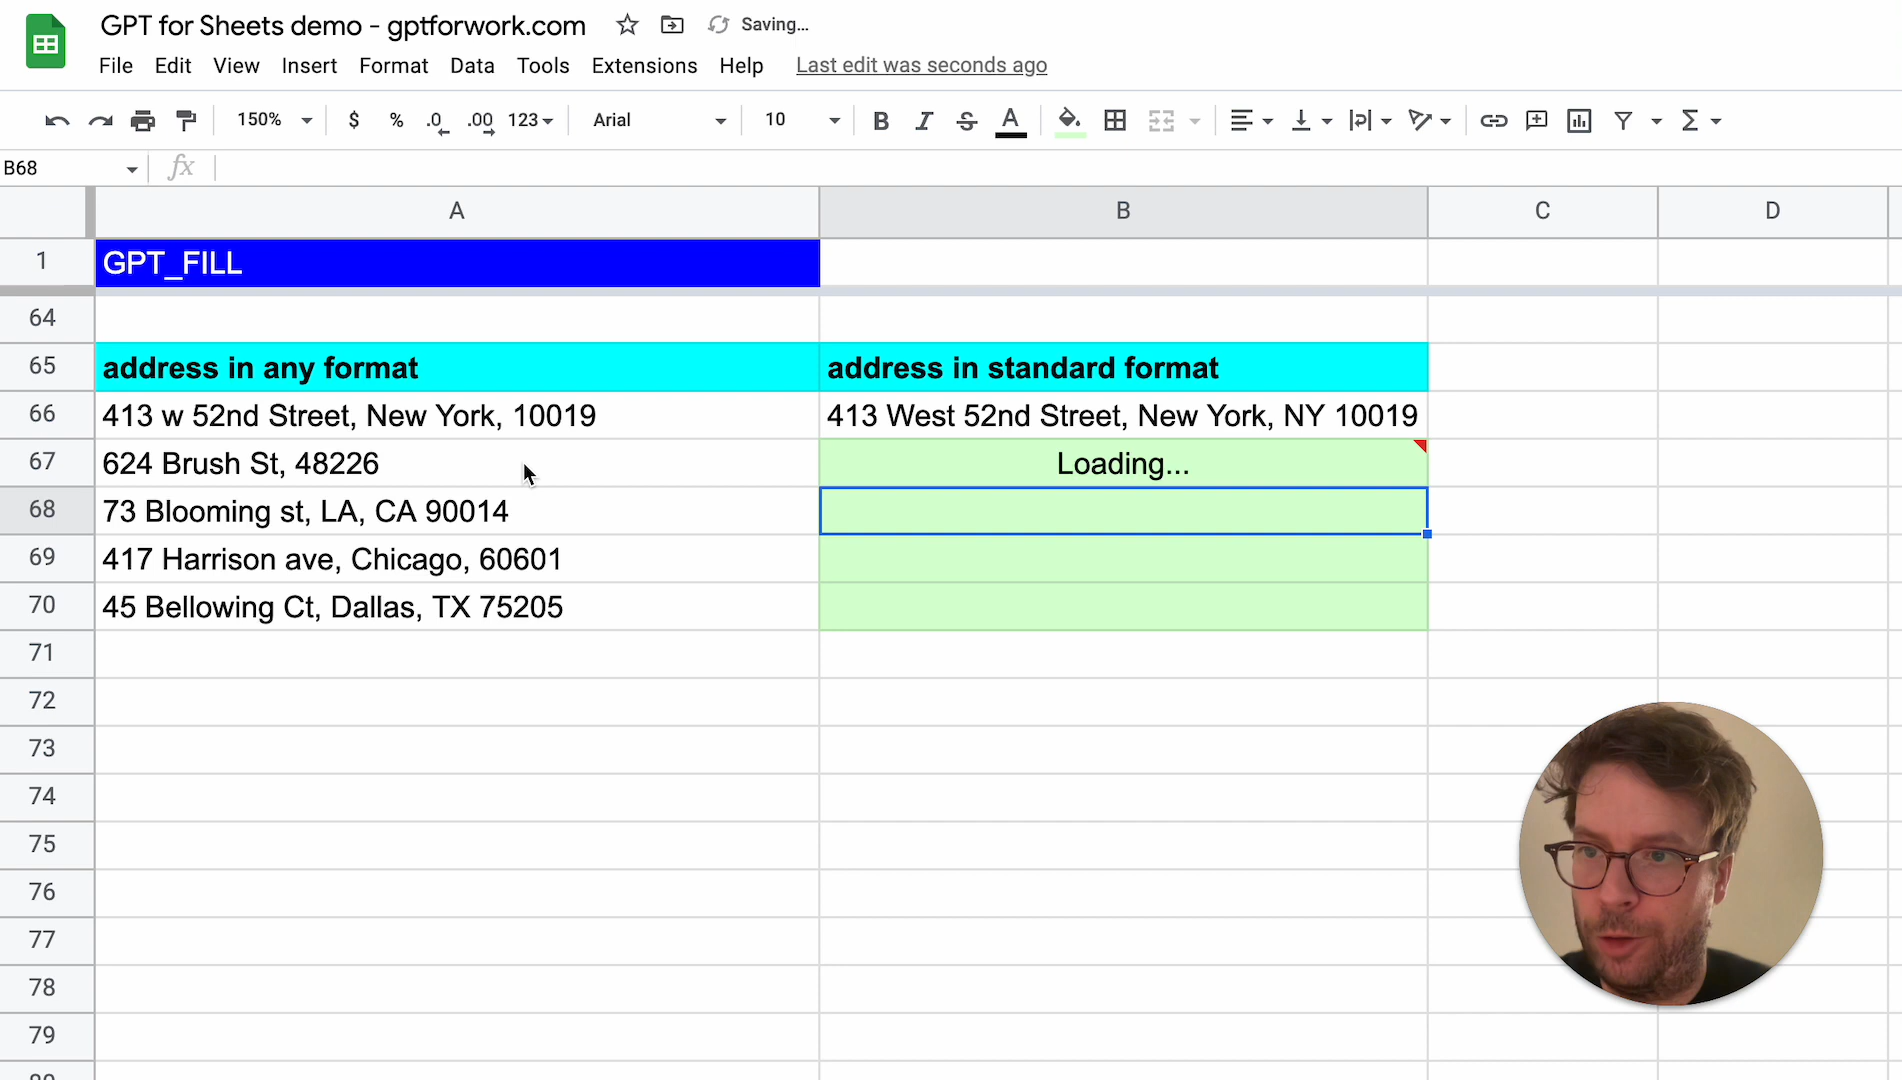 GPT for Sheets demo - gptforwork.com Saving…
File Edit View Insert Format Data Tools Extensions Help Last edit was seconds ago
150% $ % .0 .00 123 Arial 10 B I S A
B68 fx
A B C D
1 GPT_FILL
64
65 address in any format address in standard format
66 413 w 52nd Street, New York, 10019 413 West 52nd Street, New York, NY 10019
67 624 Brush St, 48226 Loading...
68 73 Blooming st, LA, CA 90014
69 417 Harrison ave, Chicago, 60601
70 45 Bellowing Ct, Dallas, TX 75205
71
72
73
74
75
76
77
78
79